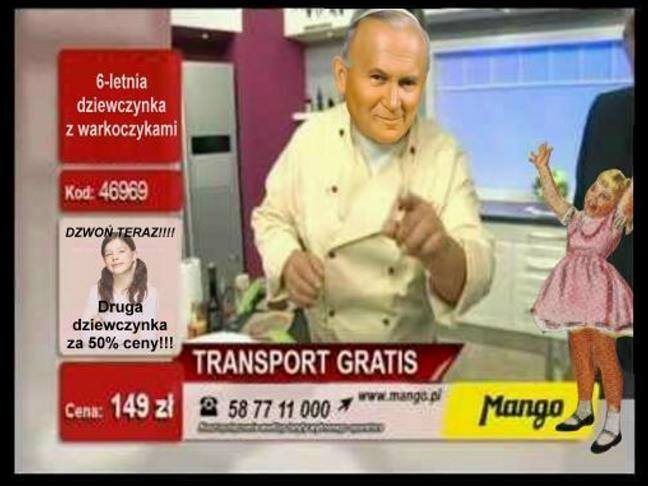 6-letnia
dziewczynka
z warkoczykami
Kod: 46969
DZWOŃ TERAZ!!!!
Druga
dziewczynka
za 50% ceny!!!
Cena: 149 zł
TRANSPORT GRATIS
58 77 11 000 www.mango.pl
Mango